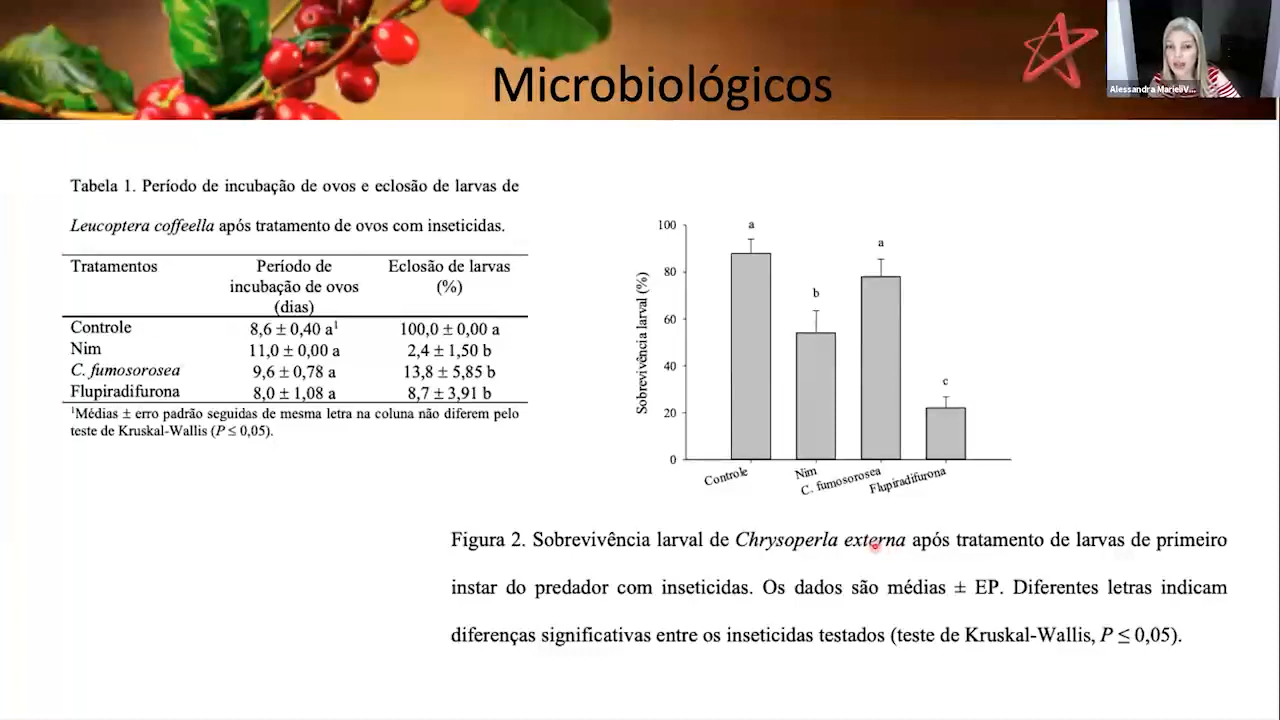 Microbiológicos
Alessandra MarieliV...
Tabela 1. Período de incubação de ovos e eclosão de larvas de
Leucoptera coffeella após tratamento de ovos com inseticidas.
Tratamentos Período de incubação de ovos (dias) Eclosão de larvas (%)
Controle 8,6 ± 0,40 a¹ 100,0 ± 0,00 a
Nim 11,0 ± 0,00 a 2,4 ± 1,50 b
C. fumosorosea 9,6 ± 0,78 a 13,8 ± 5,85 b
Flupiradifurona 8,0 ± 1,08 a 8,7 ± 3,91 b
¹Médias ± erro padrão seguidas de mesma letra na coluna não diferem pelo
teste de Kruskal-Wallis (P ≤ 0,05).
Sobrevivência larval (%)
100
80
60
40
20
0
a
b
a
c
Controle
Nim
C. fumosorosea
Flupiradifurona
Figura 2. Sobrevivência larval de Chrysoperla externa após tratamento de larvas de primeiro
instar do predador com inseticidas. Os dados são médias ± EP. Diferentes letras indicam
diferenças significativas entre os inseticidas testados (teste de Kruskal-Wallis, P ≤ 0,05).